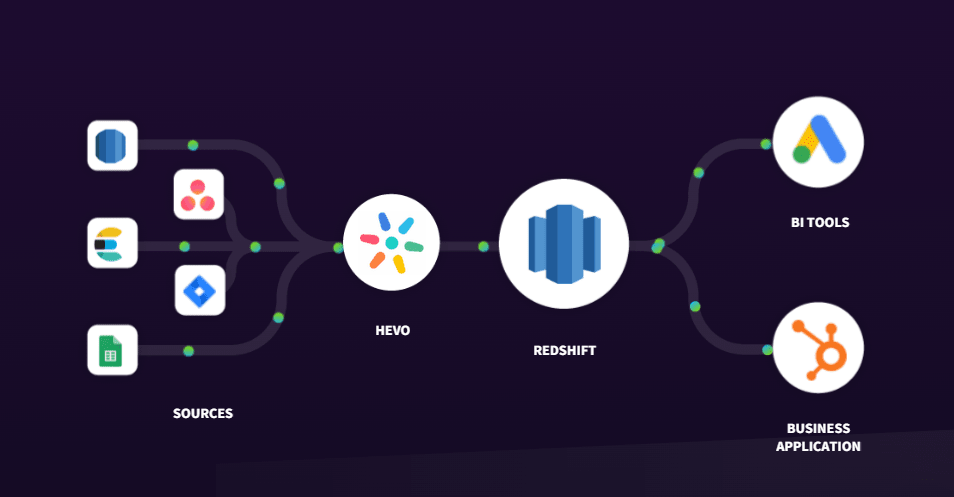 BI TOOLS
HEVO
REDSHIFT
SOURCES
BUSINESS
APPLICATION